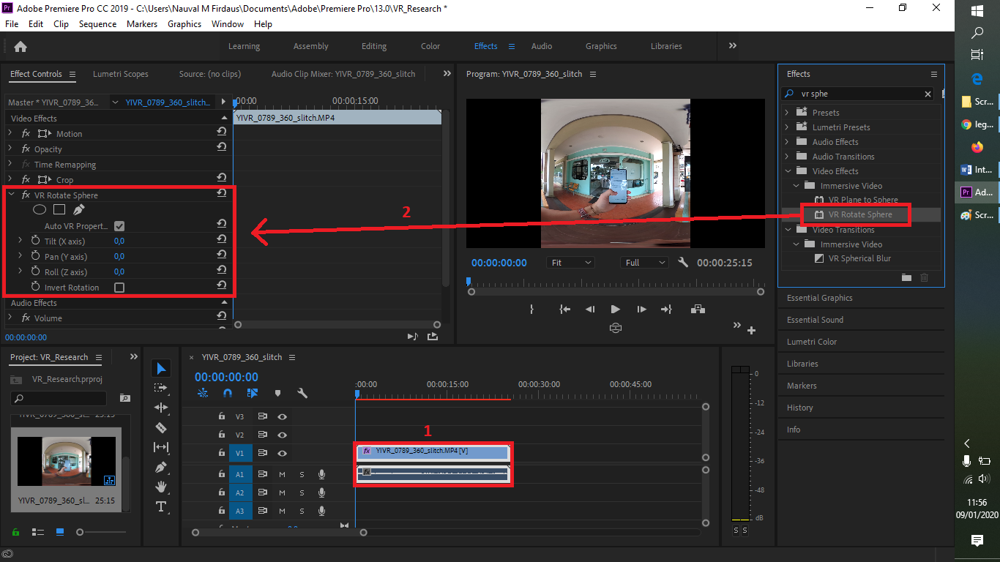 Pr Adobe Premiere Pro CC 2019 - C:\Users\Nauval M Firdaus\Documents\Adobe\Premiere Pro\13.0\VR_Research *
File Edit Clip Sequence Markers Graphics Window Help
Learning Assembly Editing Color Effects Audio Graphics Libraries
Effect Controls Lumetri Scopes Source: (no clips) Audio Clip Mixer: YIVR_0789_360_slitch
Master * YIVR_0789_36... YIVR_0789_360_slitch...
:00:00 00:00:15:00
YIVR_0789_360_slitch.MP4
Video Effects
fx Motion
fx Opacity
fx Time Remapping
fx Crop
fx VR Rotate Sphere
Auto VR Propert...
Tilt (X axis) 0,0
Pan (Y axis) 0,0
Roll (Z axis) 0,0
Invert Rotation
Audio Effects
fx Volume
00:00:00:00
2
Program: YIVR_0789_360_slitch
00:00:00:00 Fit Full 00:00:25:15
Effects
vr sphe
Presets
Lumetri Presets
Audio Effects
Audio Transitions
Video Effects
Immersive Video
VR Plane to Sphere
VR Rotate Sphere
Video Transitions
Immersive Video
VR Spherical Blur
Essential Graphics
Essential Sound
Lumetri Color
Libraries
Markers
History
Info
Project: VR_Research
VR_Research.prproj
YIVR_0789_360_sl... 25:15
YIVR_0789_360_sl... 25:15
T
× YIVR_0789_360_slitch
00:00:00:00
:00:00 00:00:15:00 00:00:30:00 00:00:45:00
V3
V2
1
V1
fx YIVR_0789_360_slitch.MP4 [V]
A1 M S
fx
A2 M S
A3 M S
0
-12
-24
-36
-48
dB
S S
Scr...
leg...
Int...
Pr Ad...
Scr...
11:56
09/01/2020